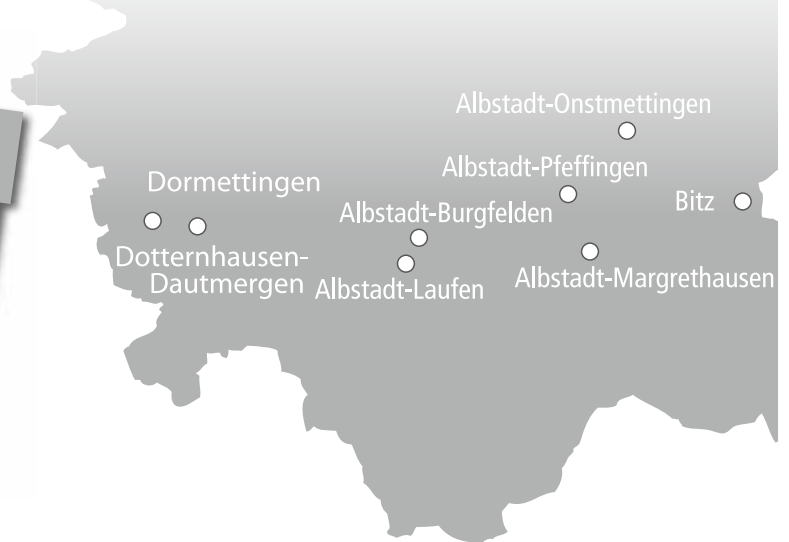 Albstadt-Onstmettingen
Albstadt-Pfeffingen
Dormettingen
Bitz
Albstadt-Burgfelden
Dotternhausen-
Dautmergen
Albstadt-Laufen
Albstadt-Margrethausen